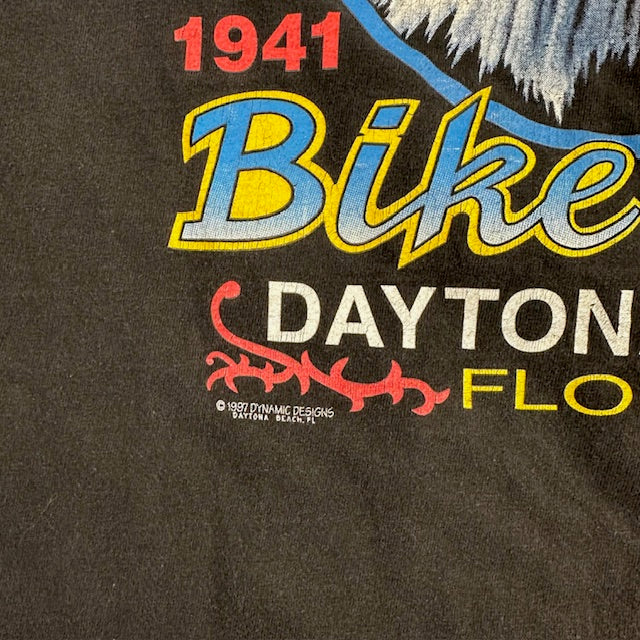 1941
Bike
DAYTON
FLO
© 1997 DYNAMIC DESIGNS
DAYTONA BEACH, FL